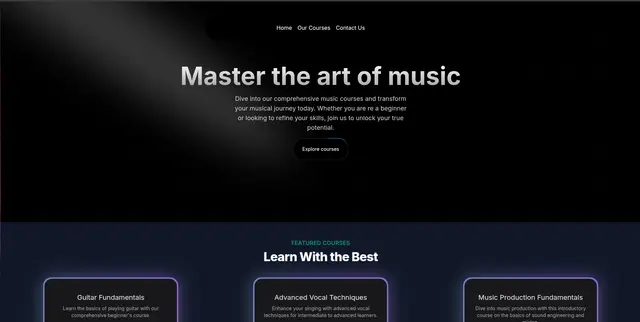 Home Our Courses Contact Us
Master the art of music
Dive into our comprehensive music courses and transform
your musical journey today. Whether you are re a beginner
or looking to refine your skills, join us to unlock your true
potential.
Explore courses
FEATURED COURSES
Learn With the Best
Guitar Fundamentals
Learn the basics of playing guitar with our
comprehensive beginner's course.
Advanced Vocal Techniques
Enhance your singing with advanced vocal
techniques for intermediate to advanced learners.
Music Production Fundamentals
Dive into music production with this introductory
course on the basics of sound engineering and